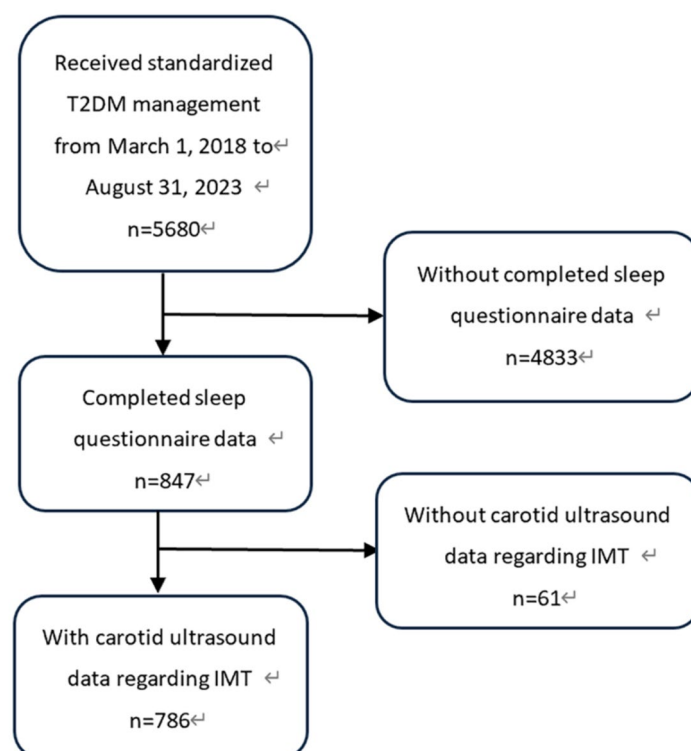 Received standardized
T2DM management
from March 1, 2018 to↵
August 31, 2023 ↵
n=5680↵
Without completed sleep
questionnaire data ↵
n=4833↵
Completed sleep
questionnaire data ↵
n=847↵
Without carotid ultrasound
data regarding IMT ↵
n=61↵
With carotid ultrasound
data regarding IMT ↵
n=786↵